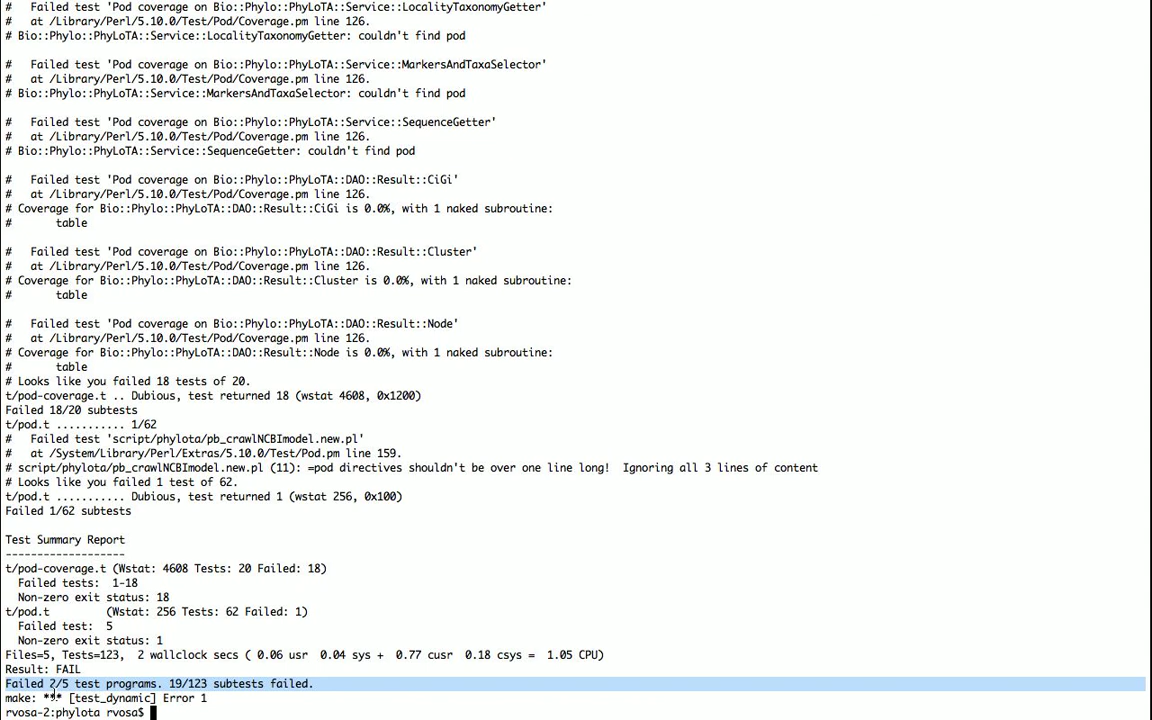 #   Failed test 'Pod coverage on Bio::Phylo::PhyLoTA::Service::LocalityTaxonomyGetter'
#   at /Library/Perl/5.10.0/Test/Pod/Coverage.pm line 126.
# Bio::Phylo::PhyLoTA::Service::LocalityTaxonomyGetter: couldn't find pod
#   Failed test 'Pod coverage on Bio::Phylo::PhyLoTA::Service::MarkersAndTaxaSelector'
#   at /Library/Perl/5.10.0/Test/Pod/Coverage.pm line 126.
# Bio::Phylo::PhyLoTA::Service::MarkersAndTaxaSelector: couldn't find pod
#   Failed test 'Pod coverage on Bio::Phylo::PhyLoTA::Service::SequenceGetter'
#   at /Library/Perl/5.10.0/Test/Pod/Coverage.pm line 126.
# Bio::Phylo::PhyLoTA::Service::SequenceGetter: couldn't find pod
#   Failed test 'Pod coverage on Bio::Phylo::PhyLoTA::DAO::Result::CiGi'
#   at /Library/Perl/5.10.0/Test/Pod/Coverage.pm line 126.
# Coverage for Bio::Phylo::PhyLoTA::DAO::Result::CiGi is 0.0%, with 1 naked subroutine:
#       table
#   Failed test 'Pod coverage on Bio::Phylo::PhyLoTA::DAO::Result::Cluster'
#   at /Library/Perl/5.10.0/Test/Pod/Coverage.pm line 126.
# Coverage for Bio::Phylo::PhyLoTA::DAO::Result::Cluster is 0.0%, with 1 naked subroutine:
#       table
#   Failed test 'Pod coverage on Bio::Phylo::PhyLoTA::DAO::Result::Node'
#   at /Library/Perl/5.10.0/Test/Pod/Coverage.pm line 126.
# Coverage for Bio::Phylo::PhyLoTA::DAO::Result::Node is 0.0%, with 1 naked subroutine:
#       table
# Looks like you failed 18 tests of 20.
t/pod-coverage.t .. Dubious, test returned 18 (wstat 4608, 0x1200)
Failed 18/20 subtests
t/pod.t ........... 1/62
#   Failed test 'script/phylota/pb_crawlNCBImodel.new.pl'
#   at /System/Library/Perl/Extras/5.10.0/Test/Pod.pm line 159.
# script/phylota/pb_crawlNCBImodel.new.pl (11): =pod directives shouldn't be over one line long!  Ignoring all 3 lines of content
# Looks like you failed 1 test of 62.
t/pod.t ........... Dubious, test returned 1 (wstat 256, 0x100)
Failed 1/62 subtests
Test Summary Report
-------------------
t/pod-coverage.t (Wstat: 4608 Tests: 20 Failed: 18)
  Failed tests:  1-18
  Non-zero exit status: 18
t/pod.t         (Wstat: 256 Tests: 62 Failed: 1)
  Failed test:  5
  Non-zero exit status: 1
Files=5, Tests=123,  2 wallclock secs ( 0.06 usr  0.04 sys +  0.77 cusr  0.18 csys =  1.05 CPU)
Result: FAIL
Failed 2/5 test programs. 19/123 subtests failed.
make: *** [test_dynamic] Error 1
rvosa-2:phylota rvosa$